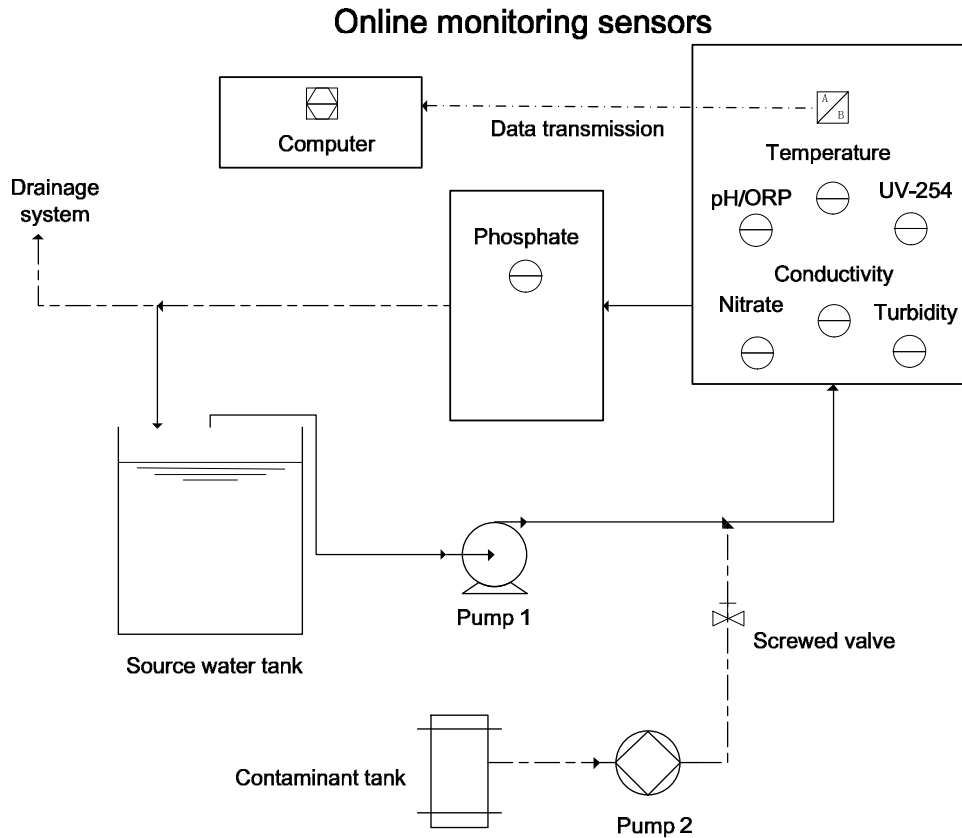 Online monitoring sensors
A
B
Computer
Data transmission
Temperature
Drainage
system
pH/ORP
UV-254
Phosphate
Conductivity
Nitrate
Turbidity
Pump 1
Screwed valve
Source water tank
Contaminant tank
Pump 2